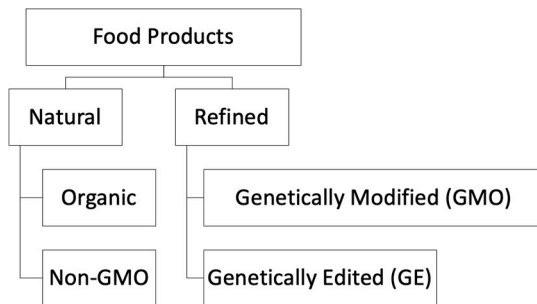 Food Products
Natural
Refined
Organic
Genetically Modified (GMO)
Non-GMO
Genetically Edited (GE)